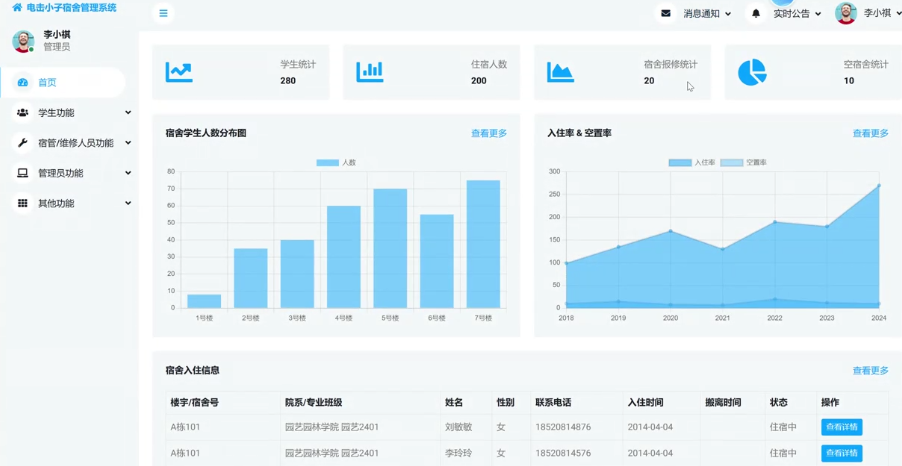 电击小子宿舍管理系统
消息通知
实时公告
李小祺
李小祺
管理员
首页
学生功能
宿管/维修人员功能
管理员功能
其他功能
学生统计
280
住宿人数
200
宿舍报修统计
20
空宿舍统计
10
宿舍学生人数分布图
查看更多
人数
80
70
60
50
40
30
20
10
0
1号楼 2号楼 3号楼 4号楼 5号楼 6号楼 7号楼
入住率 & 空置率
查看更多
入住率 空置率
300
250
200
150
100
50
0
2018 2019 2020 2021 2022 2023 2024
宿舍入住信息
查看更多
楼宇/宿舍号 院系/专业班级 姓名 性别 联系电话 入住时间 搬离时间 状态 操作
A栋101 园艺园林学院 园艺2401 刘敏敏 女 18520814876 2014-04-04 住宿中 查看详情
A栋101 园艺园林学院 园艺2401 李玲玲 女 18520814576 2014-04-04 住宿中 查看详情